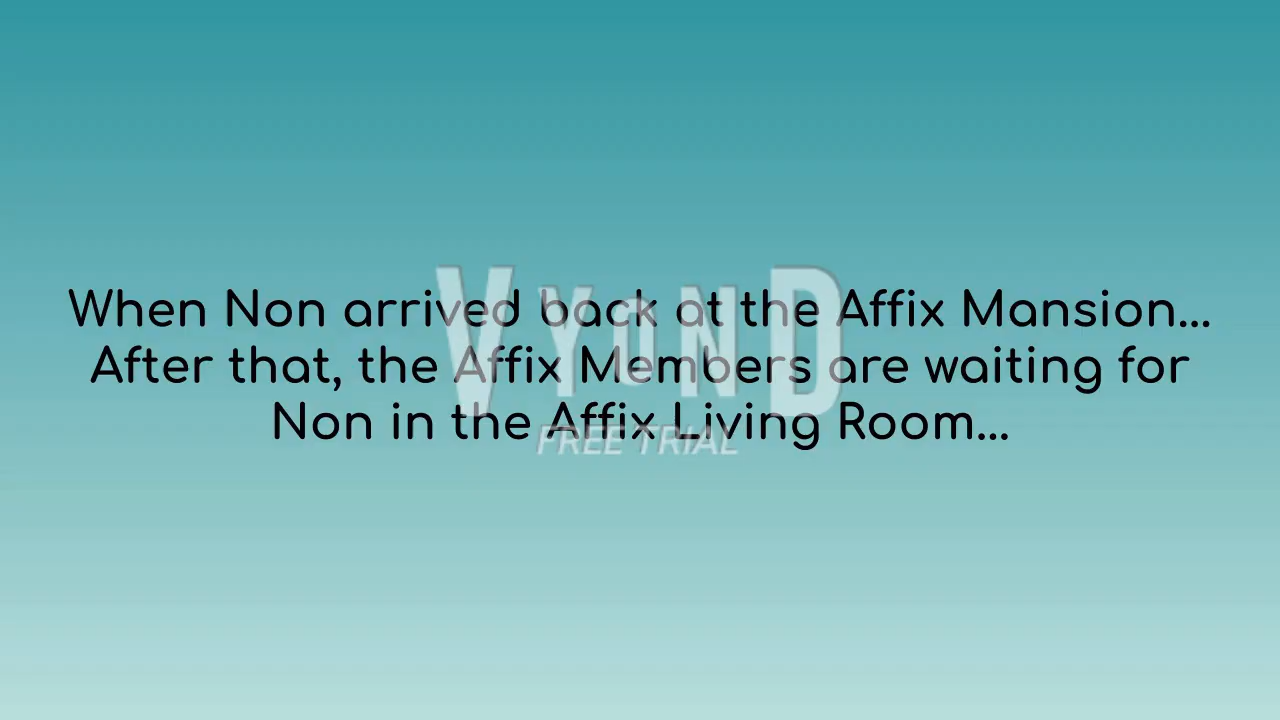 When Non arrived back at the Affix Mansion...
After that, the Affix Members are waiting for
Non in the Affix Living Room...
VYOND
FREE TRIAL